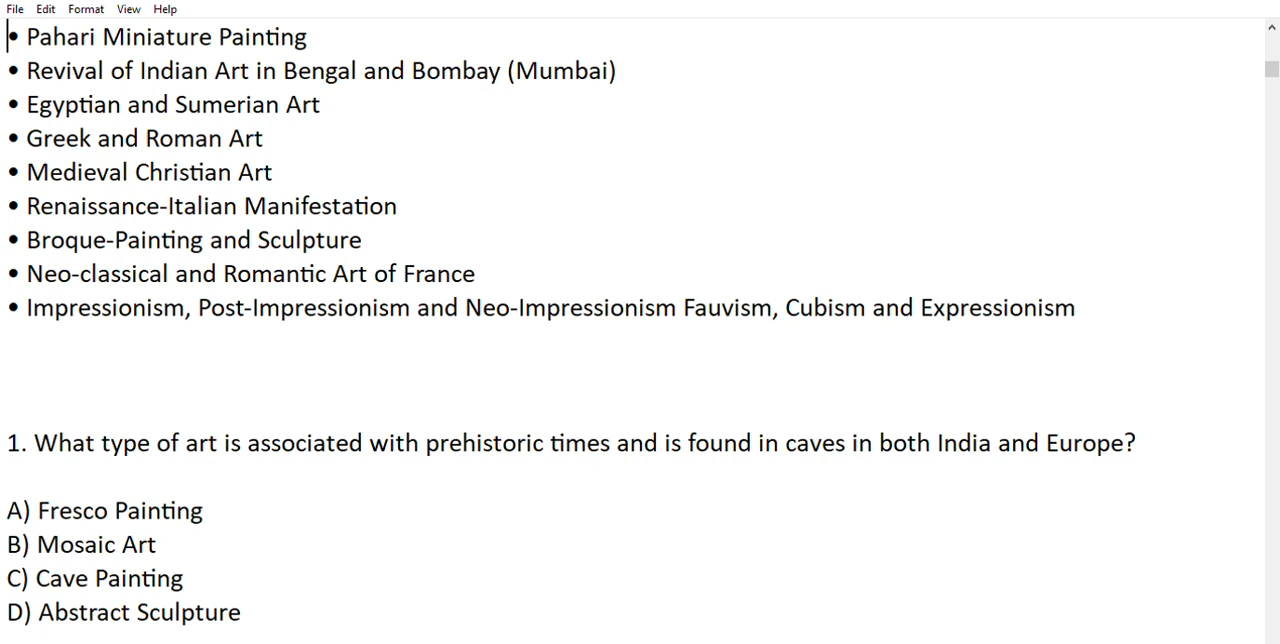 File Edit Format View Help
• Pahari Miniature Painting
• Revival of Indian Art in Bengal and Bombay (Mumbai)
• Egyptian and Sumerian Art
• Greek and Roman Art
• Medieval Christian Art
• Renaissance-Italian Manifestation
• Broque-Painting and Sculpture
• Neo-classical and Romantic Art of France
• Impressionism, Post-Impressionism and Neo-Impressionism Fauvism, Cubism and Expressionism
1. What type of art is associated with prehistoric times and is found in caves in both India and Europe?
A) Fresco Painting
B) Mosaic Art
C) Cave Painting
D) Abstract Sculpture